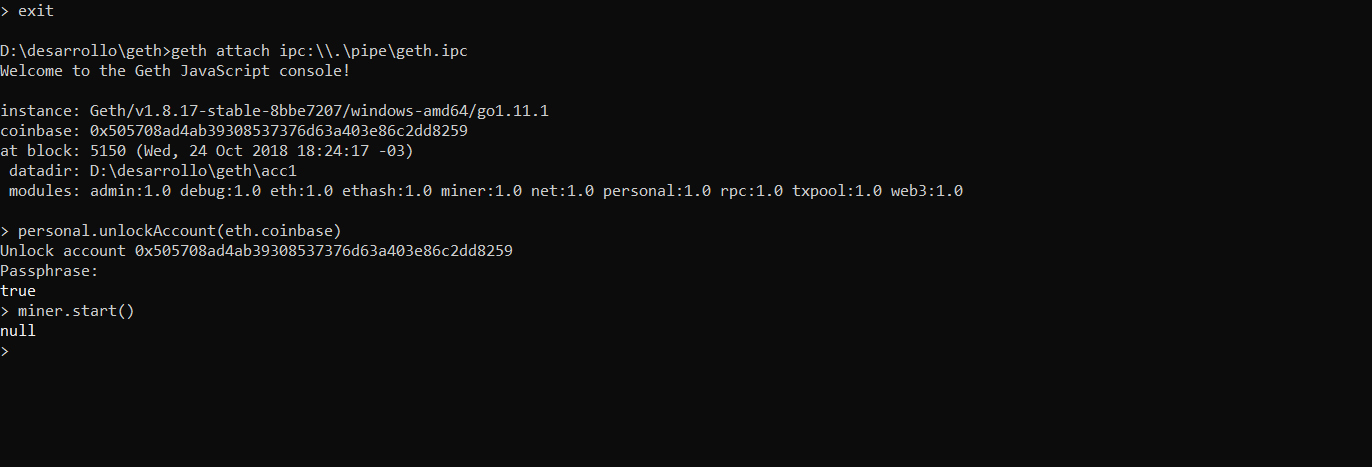 > exit
D:\desarrollo\geth>geth attach ipc:\\.\pipe\geth.ipc
Welcome to the Geth JavaScript console!
instance: Geth/v1.8.17-stable-8bbe7207/windows-amd64/go1.11.1
coinbase: 0x505708ad4ab39308537376d63a403e86c2dd8259
at block: 5150 (Wed, 24 Oct 2018 18:24:17 -03)
 datadir: D:\desarrollo\geth\acc1
 modules: admin:1.0 debug:1.0 eth:1.0 ethash:1.0 miner:1.0 net:1.0 personal:1.0 rpc:1.0 txpool:1.0 web3:1.0
> personal.unlockAccount(eth.coinbase)
Unlock account 0x505708ad4ab39308537376d63a403e86c2dd8259
Passphrase:
true
> miner.start()
null
>